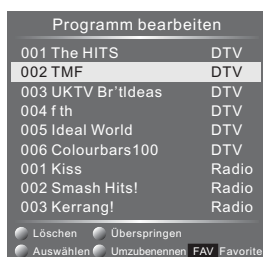 Programm bearbeiten
001 The HITS DTV
002 TMF DTV
003 UKTV Br'tIdeas DTV
004 f th DTV
005 Ideal World DTV
006 Colourbars100 DTV
001 Kiss Radio
002 Smash Hits! Radio
003 Kerrang! Radio
Löschen Überspringen
Auswählen Umzubenennen FAV Favorite